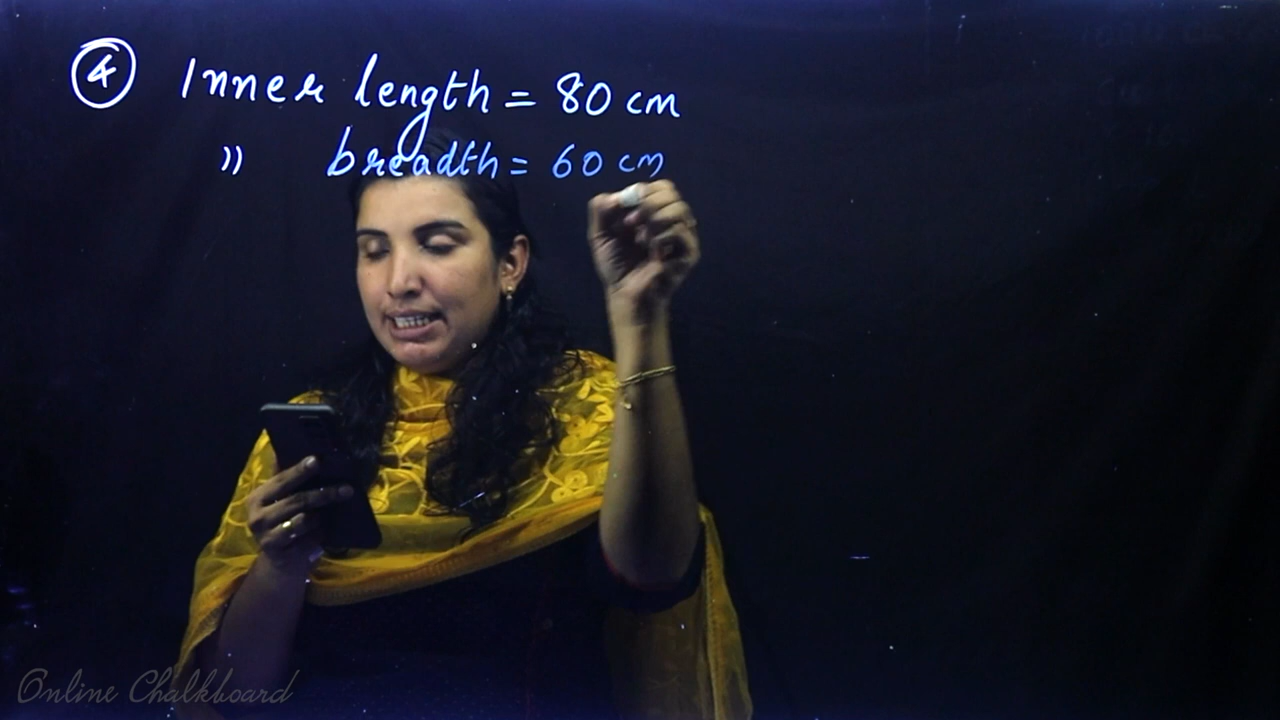 4 Inner length = 80 cm
" breadth = 60 cm
Online Chalkboard